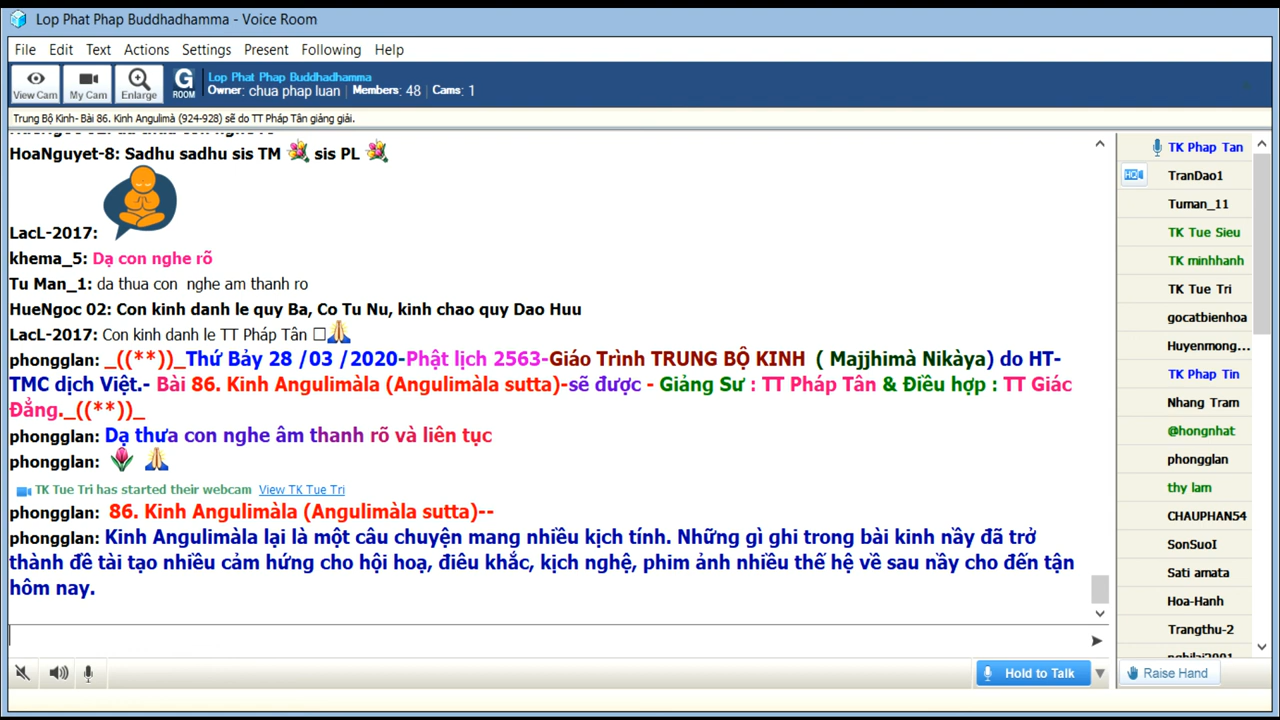 Lop Phat Phap Buddhadhamma - Voice Room
File Edit Text Actions Settings Present Following Help
View Cam My Cam Enlarge G ROOM
Lop Phat Phap Buddhadhamma
Owner: chua phap luan | Members: 48 | Cams: 1
Trung Bộ Kinh- Bài 86. Kinh Angulimà (924-928) sẽ do TT Pháp Tân giảng giải.
HoaNguyet-8: Sadhu sadhu sis TM 💐 sis PL 💐
LacL-2017:
khema_5: Dạ con nghe rõ
Tu Man_1: da thua con nghe am thanh ro
HueNgoc 02: Con kinh danh le quy Ba, Co Tu Nu, kinh chao quy Dao Huu
LacL-2017: Con kinh danh le TT Pháp Tân □🙏
phongglan: _((**))_Thứ Bảy 28 /03 /2020-Phật lịch 2563-Giáo Trình TRUNG BỘ KINH ( Majjhimà Nikàya) do HT-
TMC dịch Việt.- Bài 86. Kinh Angulimàla (Angulimàla sutta)-sẽ được - Giảng Sư : TT Pháp Tân & Điều hợp : TT Giác
Đẳng._((**))_
phongglan: Dạ thưa con nghe âm thanh rõ và liên tục
phongglan: 🌷 🙏
TK Tue Tri has started their webcam View TK Tue Tri
phongglan: 86. Kinh Angulimàla (Angulimàla sutta)--
phongglan: Kinh Angulimàla lại là một câu chuyện mang nhiều kịch tính. Những gì ghi trong bài kinh nầy đã trở
thành đề tài tạo nhiều cảm hứng cho hội hoạ, điêu khắc, kịch nghệ, phim ảnh nhiều thế hệ về sau nầy cho đến tận
hôm nay.
Hold to Talk
TK Phap Tan
TranDao1
Tuman_11
TK Tue Sieu
TK minhhanh
TK Tue Tri
gocatbienhoa
Huyenmong...
TK Phap Tin
Nhang Tram
@hongnhat
phongglan
thy lam
CHAUPHAN54
SonSuoI
Sati amata
Hoa-Hanh
Trangthu-2
Raise Hand